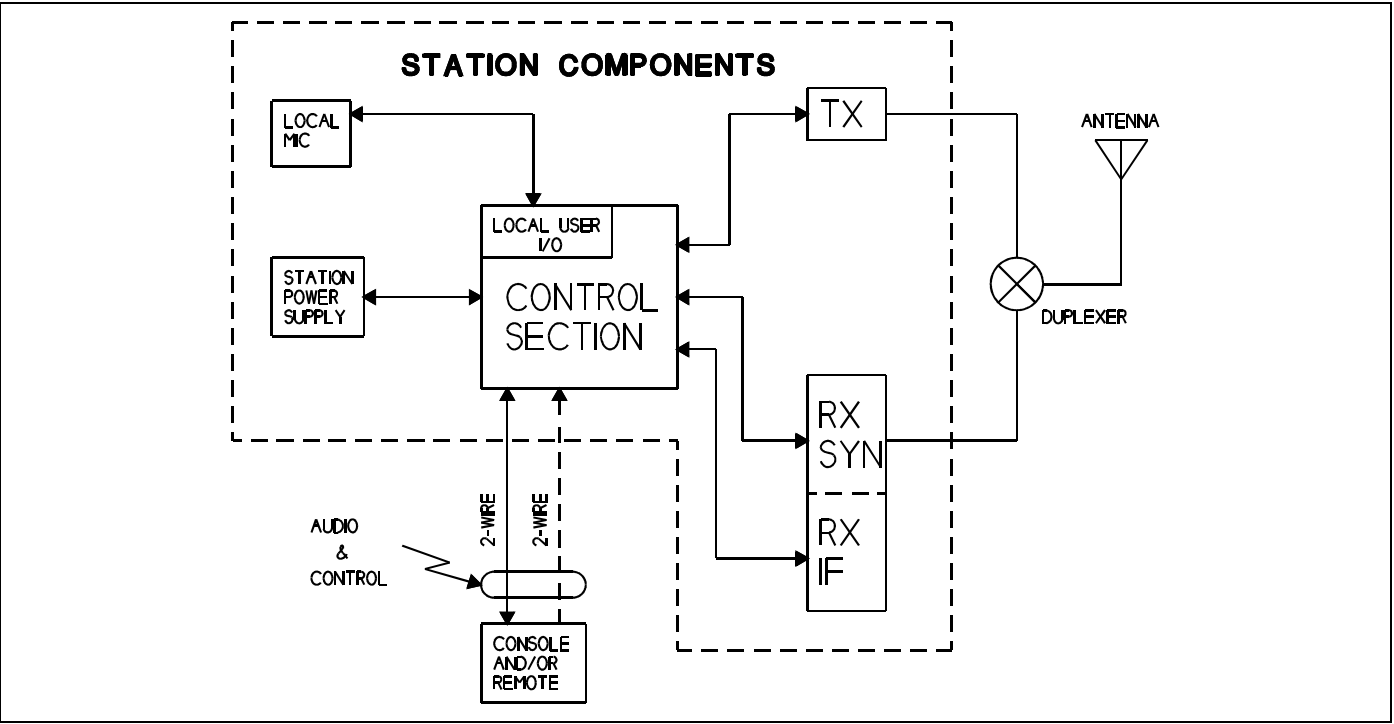 STATION COMPONENTS
LOCAL
MIC
TX
ANTENNA
LOCAL USER
I/O
CONTROL
SECTION
STATION
POWER
SUPPLY
DUPLEXER
RX
SYN
RX
IF
2-WIRE
2-WIRE
AUDIO
&
CONTROL
CONSOLE
AND/OR
REMOTE